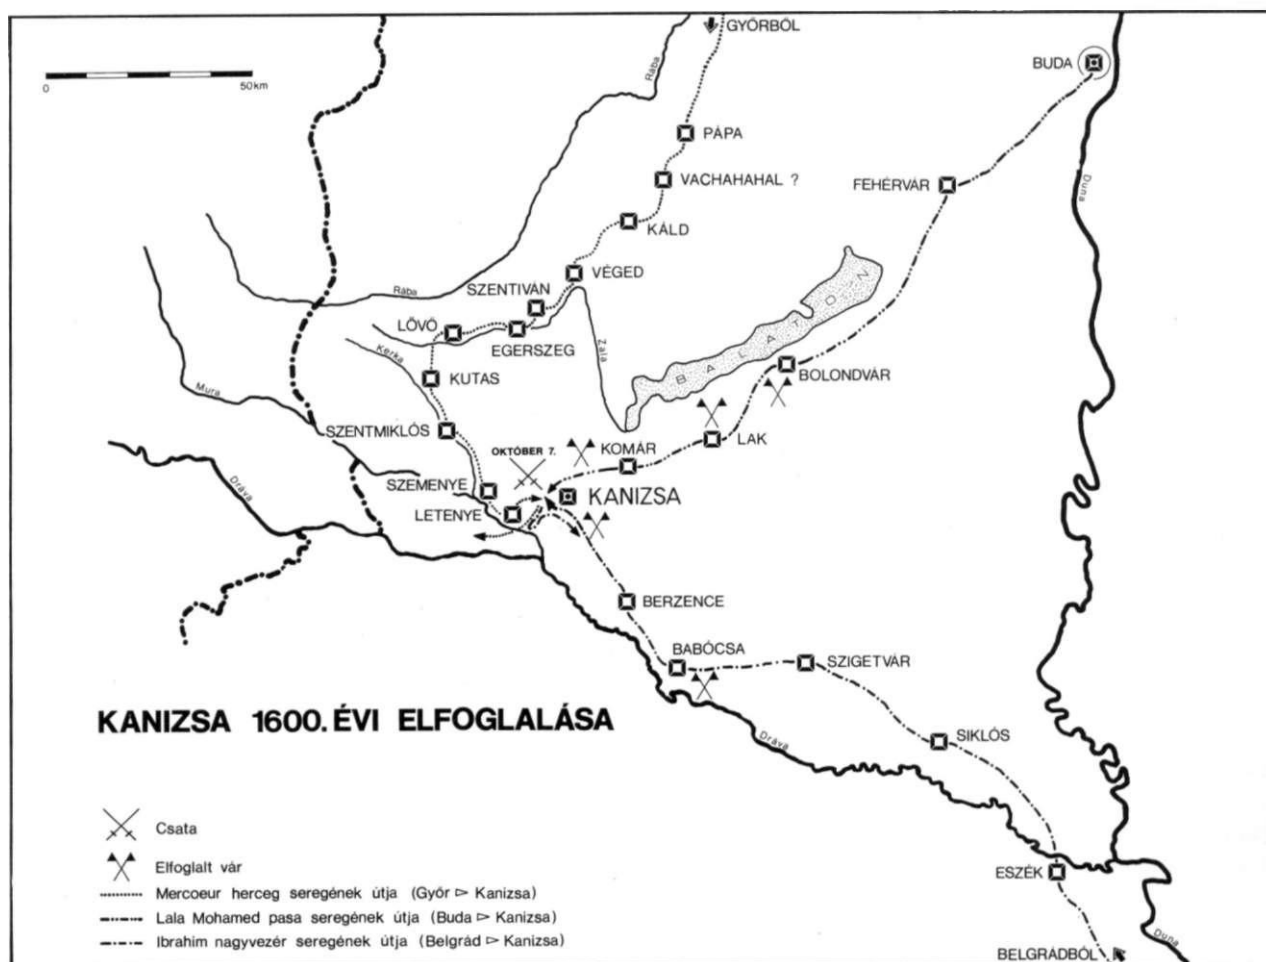 GYŐRBŐL
BUDA
0
50km
Rába
PÁPA
VACHAHAHAL ?
FEHÉRVÁR
Duna
KÁLD
VÉGED
SZENTIVÁN
Rába
LÖVŐ
EGERSZEG
Zala
BALATON
Kerka
KUTAS
BOLONDVÁR
Mura
SZENTMIKLÓS
OKTÓBER 7.
KOMÁR
LAK
Dráva
SZEMENYE
KANIZSA
LETENYE
BERZENCE
BABÓCSA
SZIGETVÁR
KANIZSA 1600. ÉVI ELFOGLALÁSA
Dráva
SIKLÓS
Csata
Elfoglalt vár
ESZÉK
Mercoeur herceg seregének útja (Győr ▻ Kanizsa)
Lala Mohamed pasa seregének útja (Buda ▻ Kanizsa)
Ibrahim nagyvezér seregének útja (Belgrád ▻ Kanizsa)
Duna
BELGRÁDBÓL